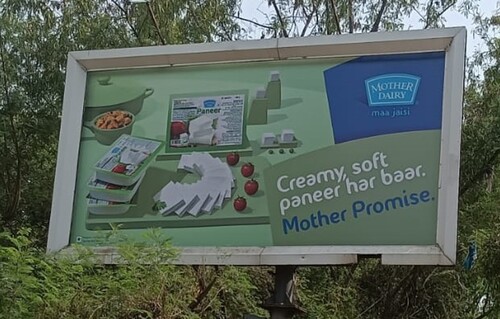 MOTHER
DAIRY
maa jaisi
Paneer
Creamy, soft
paneer har baar.
Mother Promise.